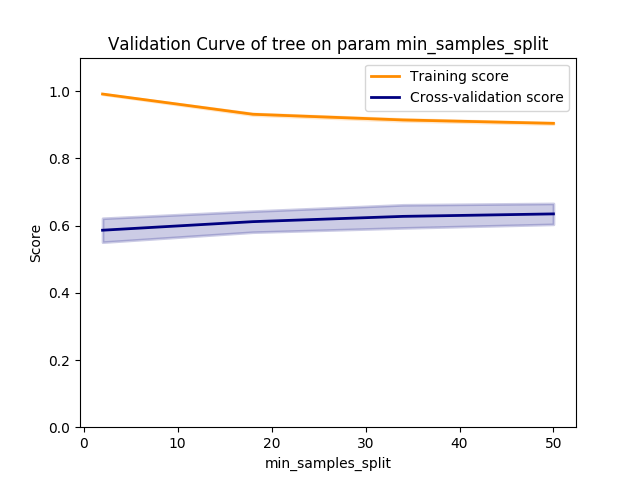 Validation Curve of tree on param min_samples_split
Training score
Cross-validation score
Score
1.0
0.8
0.6
0.4
0.2
0.0
0 10 20 30 40 50
min_samples_split